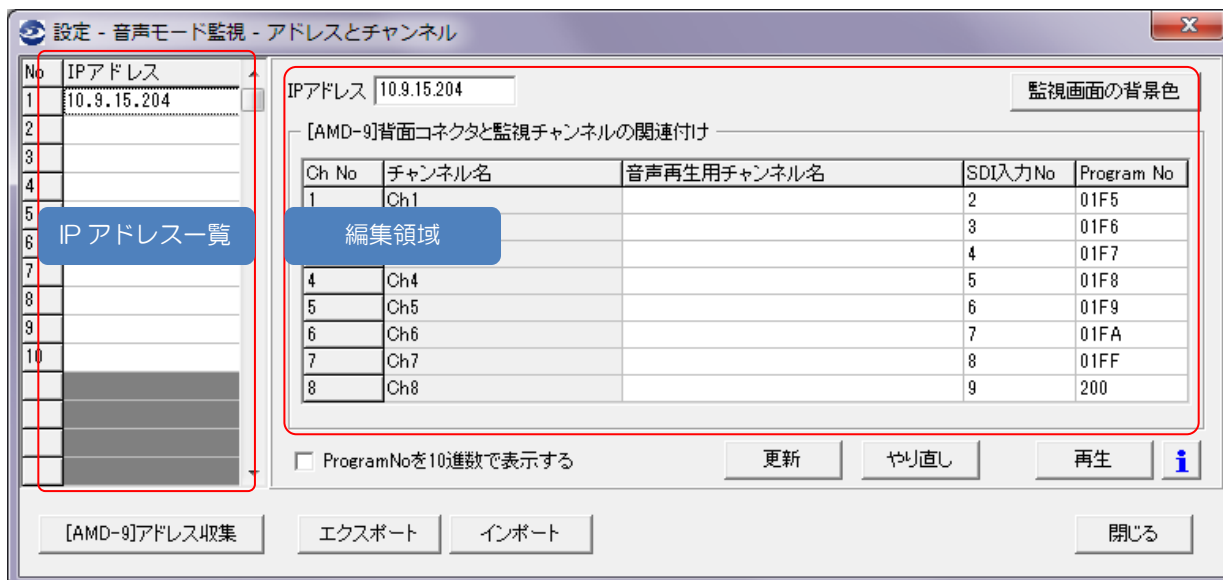 設定 - 音声モード監視 - アドレスとチャンネル
No IPアドレス
1 10.9.15.204
2
3
4
5
6
7
8
9
10
IPアドレス一覧
IPアドレス 10.9.15.204 監視画面の背景色
[AMD-9]背面コネクタと監視チャンネルの関連付け
Ch No チャンネル名 音声再生用チャンネル名 SDI入力No Program No
1 Ch1 2 01F5
3 01F6
4 01F7
編集領域
4 Ch4 5 01F8
5 Ch5 6 01F9
6 Ch6 7 01FA
7 Ch7 8 01FF
8 Ch8 9 200
ProgramNoを10進数で表示する 更新 やり直し 再生 i
[AMD-9]アドレス収集 エクスポート インポート 閉じる